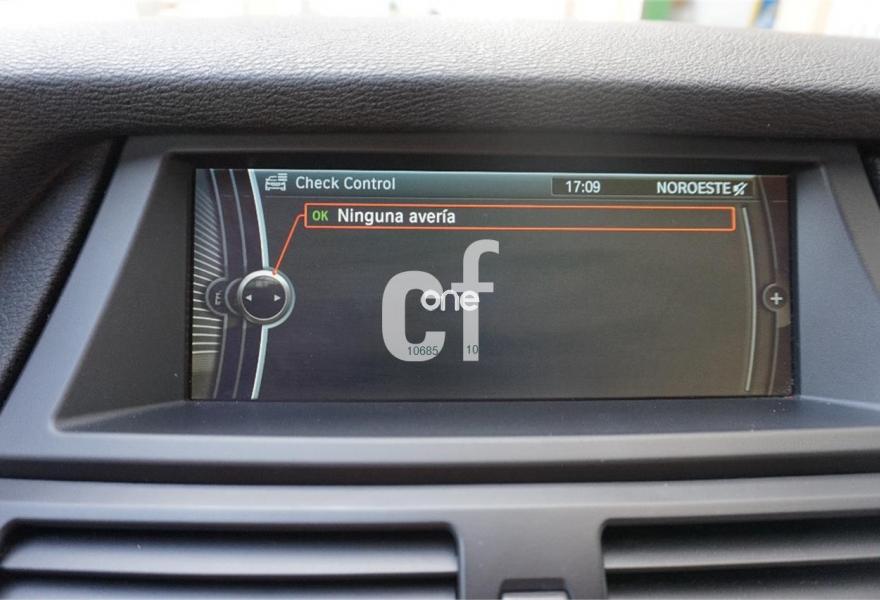 Check Control 17:09 NOROESTE
OK Ninguna avería
cf
one
10685 10